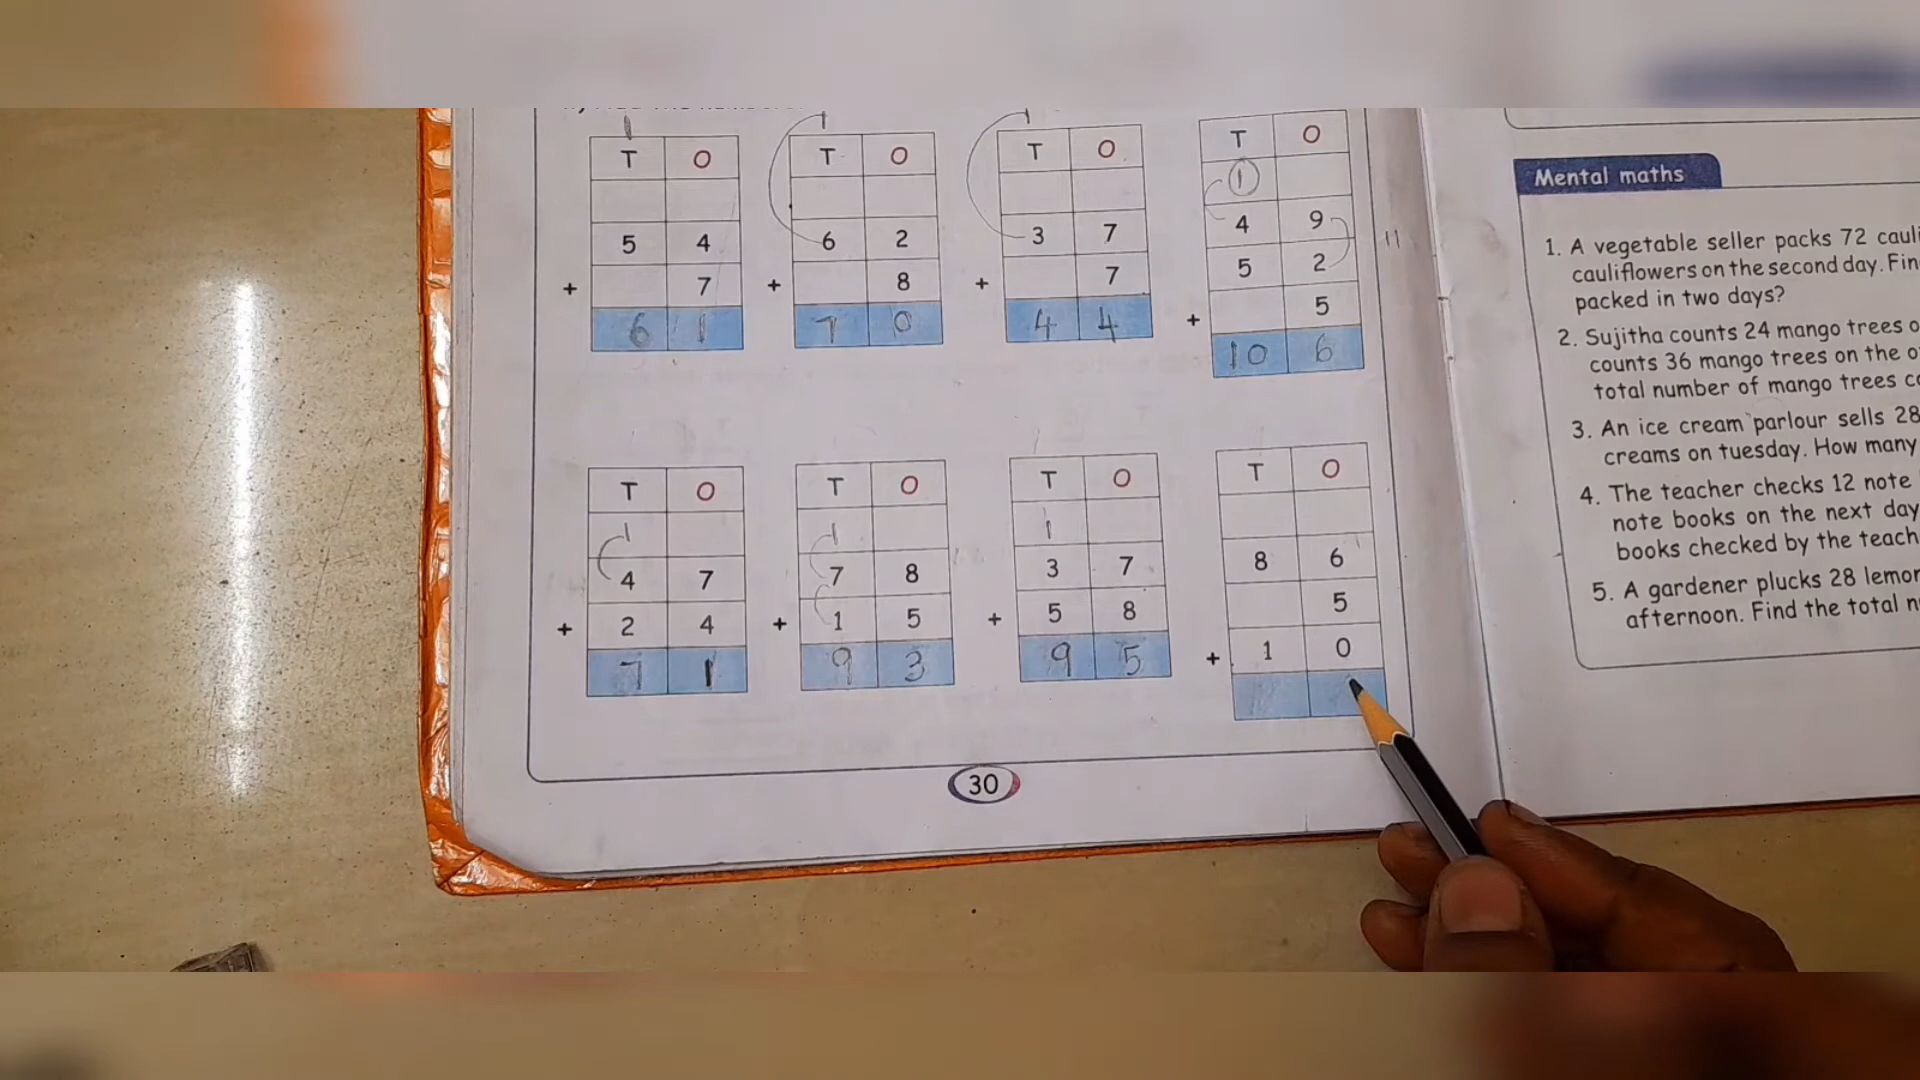 1 1 1
T O T O T O T O
1
5 4 6 2 3 7 4 9 11
+ 7 + 8 + 7 5 2
+ 5
6 1 7 0 4 4 10 6
T O T O T O T O
1 1 1
4 7 7 8 3 7 8 6
5
+ 2 4 + 1 5 + 5 8 + 1 0
7 1 9 3 9 5
30
Mental maths
1. A vegetable seller packs 72
cauliflowers on the second day.
packed in two days?
2. Sujitha counts 24 mango trees
counts 36 mango trees on the
total number of mango trees
3. An ice cream parlour sells 28
creams on tuesday. How many
4. The teacher checks 12 note
note books on the next day
books checked by the
5. A gardener plucks 28
afternoon. Find the total